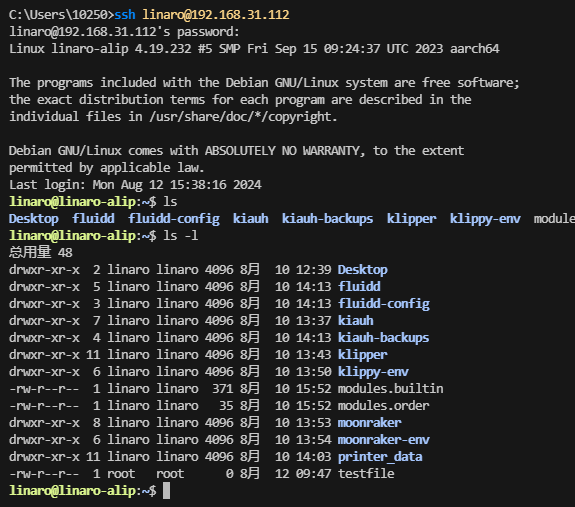 C:\Users\10250>ssh linaro@192.168.31.112
linaro@192.168.31.112's password:
Linux linaro-alip 4.19.232 #5 SMP Fri Sep 15 09:24:37 UTC 2023 aarch64
The programs included with the Debian GNU/Linux system are free software;
the exact distribution terms for each program are described in the
individual files in /usr/share/doc/*/copyright.
Debian GNU/Linux comes with ABSOLUTELY NO WARRANTY, to the extent
permitted by applicable law.
Last login: Mon Aug 12 15:38:16 2024
linaro@linaro-alip:~$ ls
Desktop fluidd fluidd-config kiauh kiauh-backups klipper klippy-env module
linaro@linaro-alip:~$ ls -l
总用量 48
drwxr-xr-x 2 linaro linaro 4096 8月 10 12:39 Desktop
drwxr-xr-x 5 linaro linaro 4096 8月 10 14:13 fluidd
drwxr-xr-x 3 linaro linaro 4096 8月 10 14:13 fluidd-config
drwxr-xr-x 7 linaro linaro 4096 8月 10 13:37 kiauh
drwxr-xr-x 4 linaro linaro 4096 8月 10 14:13 kiauh-backups
drwxr-xr-x 11 linaro linaro 4096 8月 10 13:43 klipper
drwxr-xr-x 6 linaro linaro 4096 8月 10 13:50 klippy-env
-rw-r--r-- 1 linaro linaro 371 8月 10 15:52 modules.builtin
-rw-r--r-- 1 linaro linaro 35 8月 10 15:52 modules.order
drwxr-xr-x 8 linaro linaro 4096 8月 10 13:53 moonraker
drwxr-xr-x 6 linaro linaro 4096 8月 10 13:54 moonraker-env
drwxr-xr-x 11 linaro linaro 4096 8月 10 14:03 printer_data
-rw-r--r-- 1 root root 0 8月 12 09:47 testfile
linaro@linaro-alip:~$